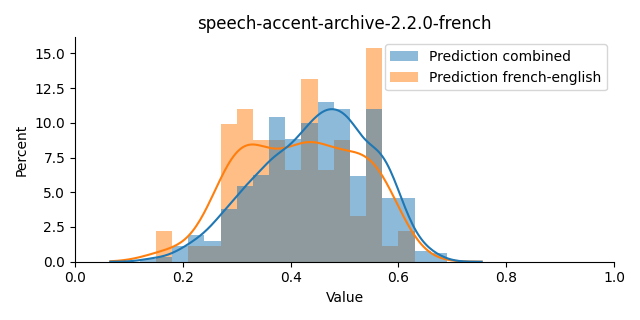 speech-accent-archive-2.2.0-french
Prediction combined
Prediction french-english
Percent
15.0
12.5
10.0
7.5
5.0
2.5
0.0
0.0 0.2 0.4 0.6 0.8 1.0
Value